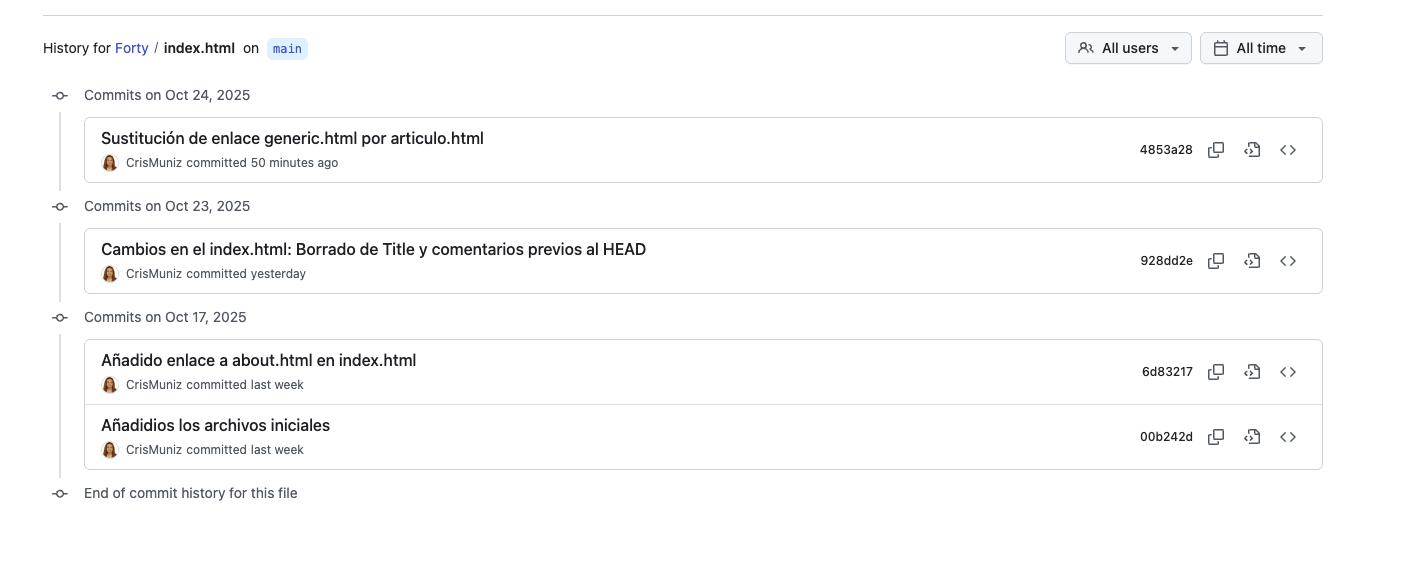 History for Forty / index.html on main
All users
All time
Commits on Oct 24, 2025
Sustitución de enlace generic.html por articulo.html
CrisMuniz committed 50 minutes ago
4853a28
Commits on Oct 23, 2025
Cambios en el index.html: Borrado de Title y comentarios previos al HEAD
CrisMuniz committed yesterday
928dd2e
Commits on Oct 17, 2025
Añadido enlace a about.html en index.html
CrisMuniz committed last week
6d83217
Añadidios los archivos iniciales
CrisMuniz committed last week
00b242d
End of commit history for this file